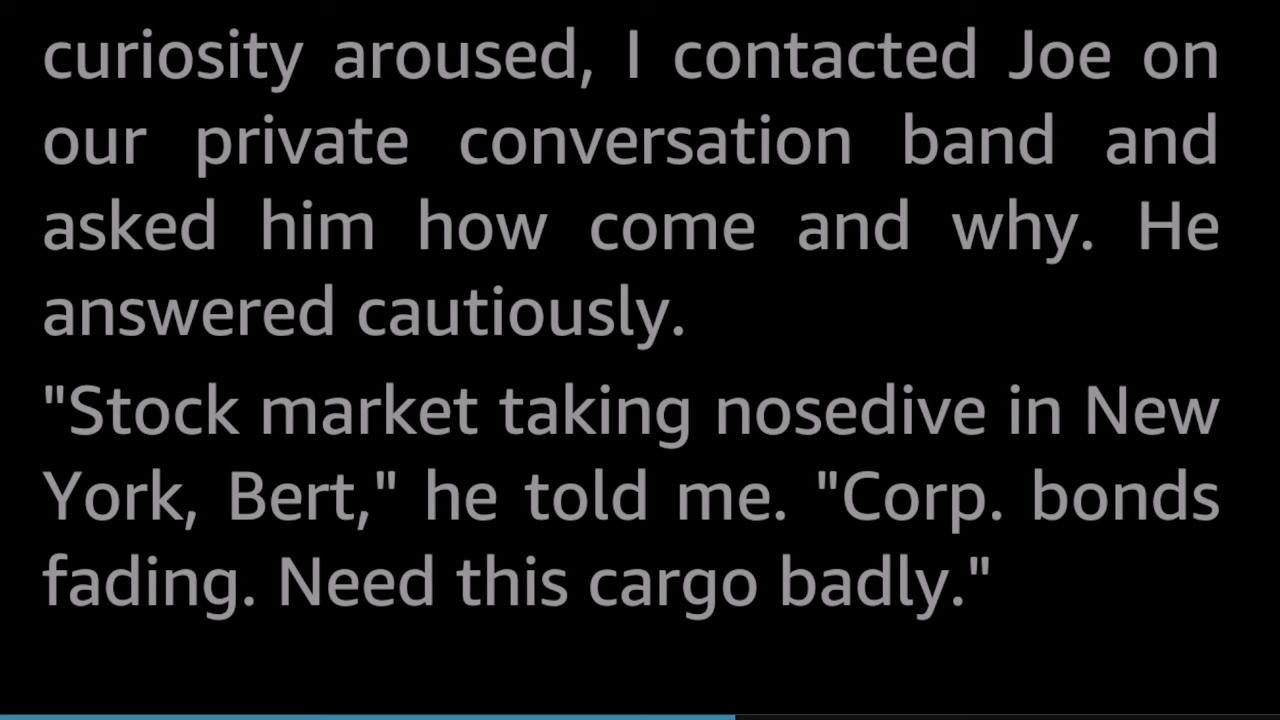 curiosity aroused, I contacted Joe on
our private conversation band and
asked him how come and why. He
answered cautiously.
"Stock market taking nosedive in New
York, Bert," he told me. "Corp. bonds
fading. Need this cargo badly."